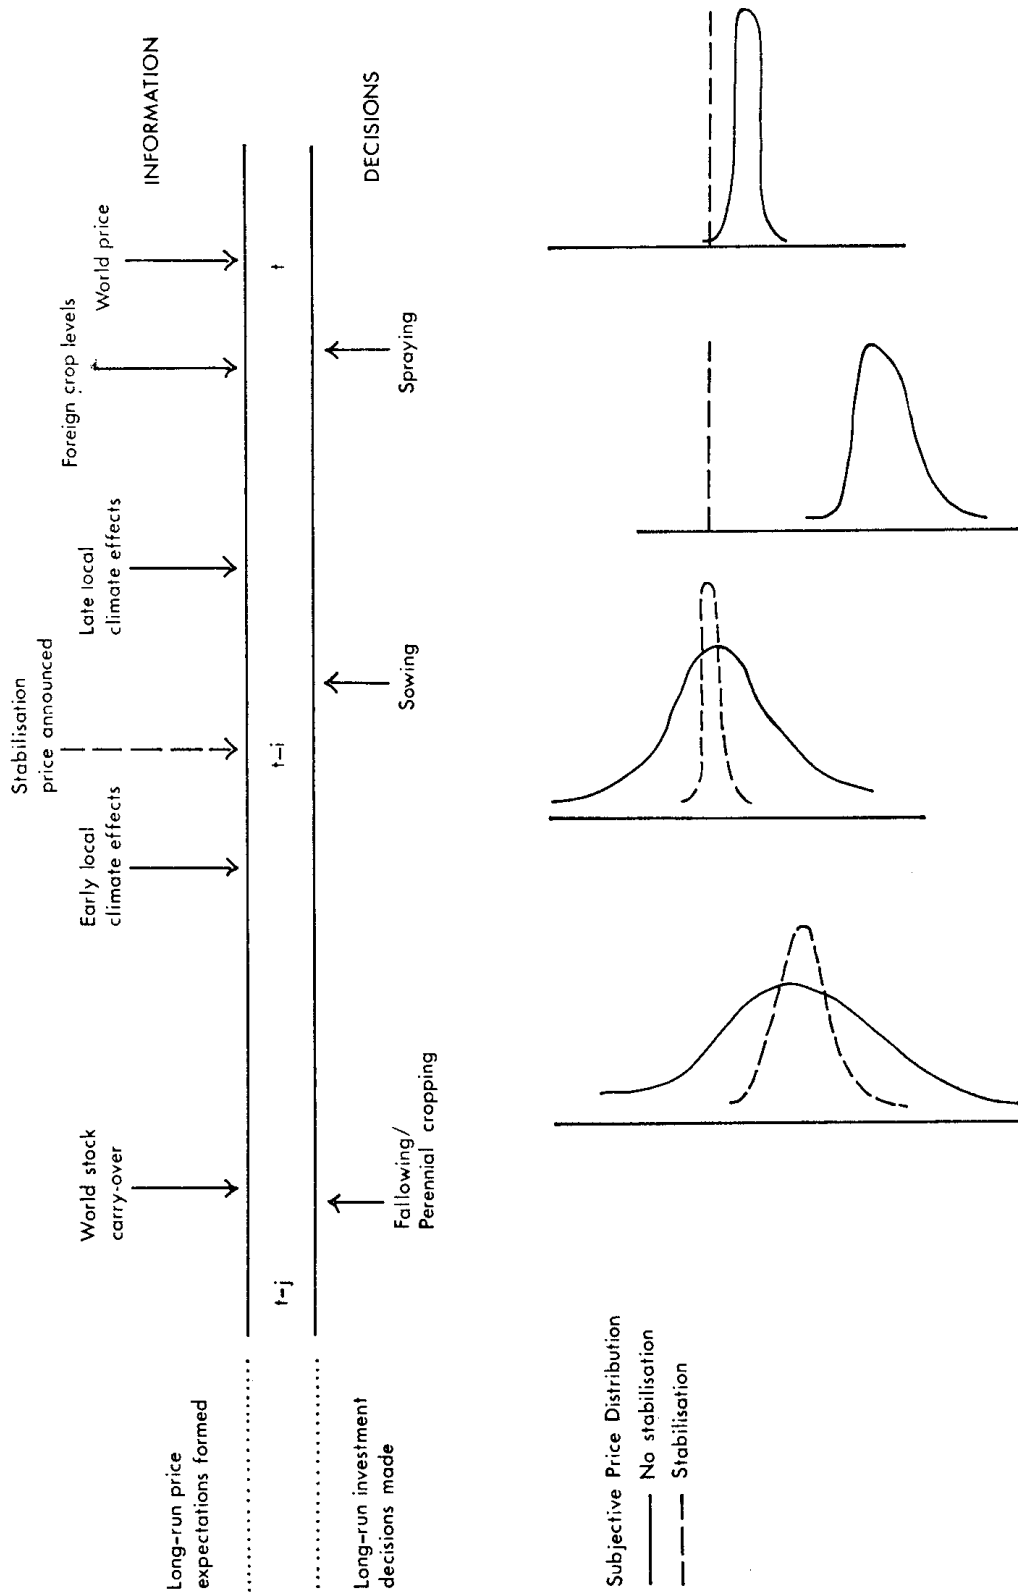 Stabilisation
price announced
World stock
carry-over
Early local
climate effects
Late local
climate effects
Foreign crop levels
World price
INFORMATION
Long-run price
expectations formed
t-j
t-i
t
Long-run investment
decisions made
Fallowing/
Perennial cropping
Sowing
Spraying
DECISIONS
Subjective Price Distribution
No stabilisation
Stabilisation